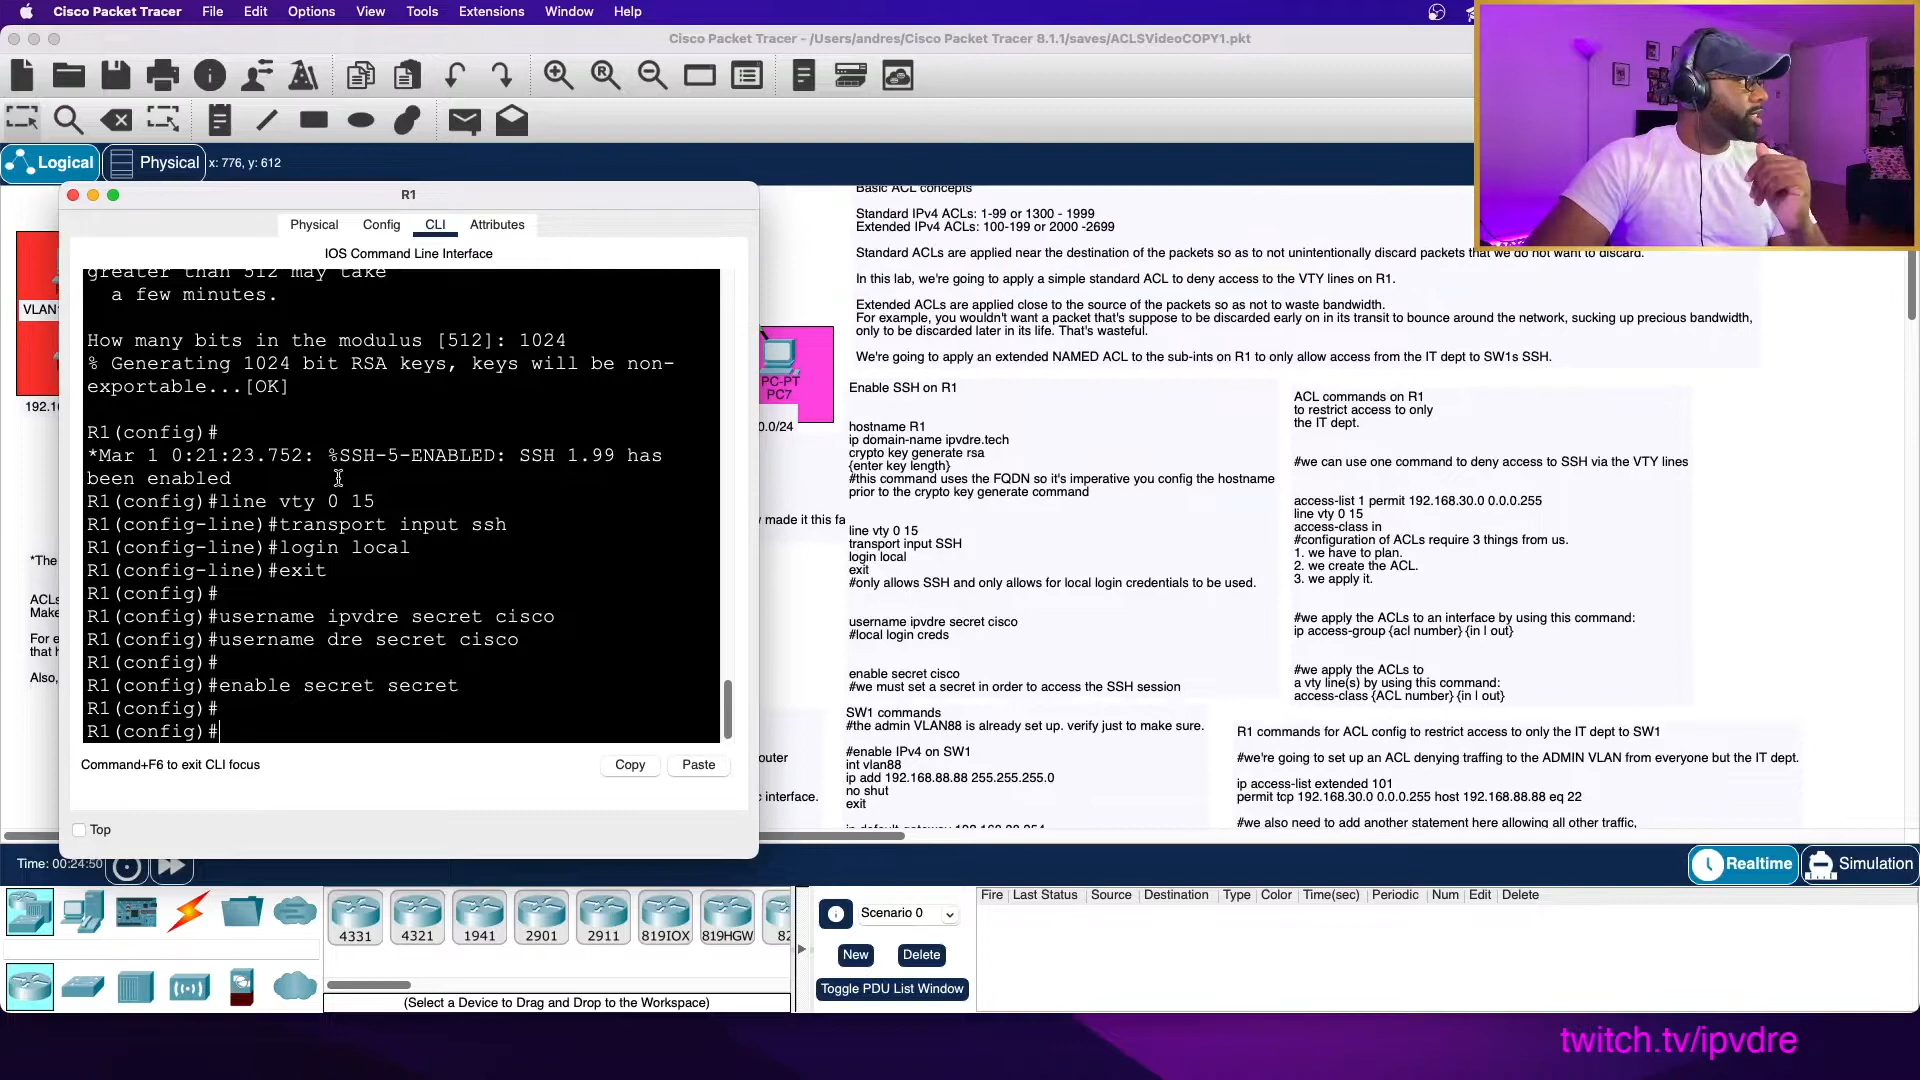 Cisco Packet Tracer File Edit Options View Tools Extensions Window Help
Cisco Packet Tracer - /Users/andres/Cisco Packet Tracer 8.1.1/saves/ACLSVideoCOPY1.pkt
Logical
Physical
x: 776, y: 612
R1
Physical Config CLI Attributes
IOS Command Line Interface
greater than 512 may take
a few minutes.
How many bits in the modulus [512]: 1024
% Generating 1024 bit RSA keys, keys will be non-
exportable...[OK]
R1(config)#
*Mar 1 0:21:23.752: %SSH-5-ENABLED: SSH 1.99 has
been enabled
R1(config)#line vty 0 15
R1(config-line)#transport input ssh
R1(config-line)#login local
R1(config-line)#exit
R1(config)#
R1(config)#username ipvdre secret cisco
R1(config)#username dre secret cisco
R1(config)#
R1(config)#enable secret secret
R1(config)#
R1(config)#
Command+F6 to exit CLI focus
Copy
Paste
Top
PC-PT
PC7
0.0/24
w made it this fa
outer
c interface.
Basic ACL concepts
Standard IPv4 ACLs: 1-99 or 1300 - 1999
Extended IPv4 ACLs: 100-199 or 2000 -2699
Standard ACLs are applied near the destination of the packets so as to not unintentionally discard packets that we do not want to discard.
In this lab, we're going to apply a simple standard ACL to deny access to the VTY lines on R1.
Extended ACLs are applied close to the source of the packets so as not to waste bandwidth.
For example, you wouldn't want a packet that's suppose to be discarded early on in its transit to bounce around the network, sucking up precious bandwidth,
only to be discarded later in its life. That's wasteful.
We're going to apply an extended NAMED ACL to the sub-ints on R1 to only allow access from the IT dept to SW1s SSH.
Enable SSH on R1
hostname R1
ip domain-name ipvdre.tech
crypto key generate rsa
{enter key length}
#this command uses the FQDN so it's imperative you config the hostname
prior to the crypto key generate command
line vty 0 15
transport input SSH
login local
exit
#only allows SSH and only allows for local login credentials to be used.
username ipvdre secret cisco
#local login creds
enable secret cisco
#we must set a secret in order to access the SSH session
SW1 commands
#the admin VLAN88 is already set up. verify just to make sure.
#enable IPv4 on SW1
int vlan88
ip add 192.168.88.88 255.255.255.0
no shut
exit
ip default-gateway 192.168.88.254
ACL commands on R1
to restrict access to only
the IT dept.
#we can use one command to deny access to SSH via the VTY lines
access-list 1 permit 192.168.30.0 0.0.0.255
line vty 0 15
access-class in
#configuration of ACLs require 3 things from us.
1. we have to plan.
2. we create the ACL.
3. we apply it.
#we apply the ACLs to an interface by using this command:
ip access-group {acl number} {in | out}
#we apply the ACLs to
a vty line(s) by using this command:
access-class {ACL number} {in | out}
R1 commands for ACL config to restrict access to only the IT dept to SW1
#we're going to set up an ACL denying traffing to the ADMIN VLAN from everyone but the IT dept.
ip access-list extended 101
permit tcp 192.168.30.0 0.0.0.255 host 192.168.88.88 eq 22
#we also need to add another statement here allowing all other traffic,
VLAN
192.1
*The
ACLs
Make
For e
that h
Also,
Time: 00:24:50
Realtime
Simulation
4331 4321 1941 2901 2911 819IOX 819HGW 82
(Select a Device to Drag and Drop to the Workspace)
Scenario 0
New
Delete
Toggle PDU List Window
Fire Last Status Source Destination Type Color Time(sec) Periodic Num Edit Delete
twitch.tv/ipvdre